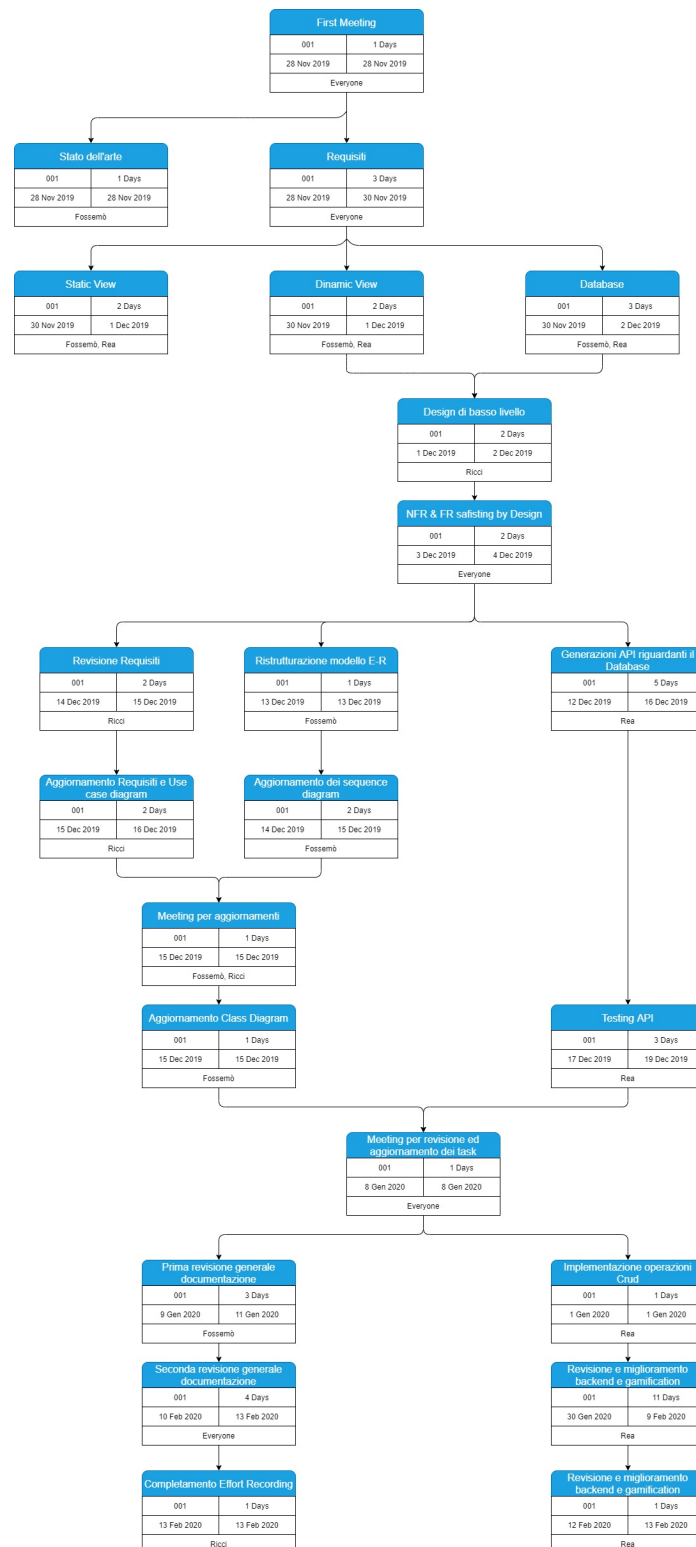 First Meeting
001 1 Days
28 Nov 2019 28 Nov 2019
Everyone
Stato dell'arte
001 1 Days
28 Nov 2019 28 Nov 2019
Fossemò
Requisiti
001 3 Days
28 Nov 2019 30 Nov 2019
Everyone
Static View
001 2 Days
30 Nov 2019 1 Dec 2019
Fossemò, Rea
Dinamic View
001 2 Days
30 Nov 2019 1 Dec 2019
Fossemò, Rea
Database
001 3 Days
30 Nov 2019 2 Dec 2019
Fossemò, Rea
Design di basso livello
001 2 Days
1 Dec 2019 2 Dec 2019
Ricci
NFR & FR safisting by Design
001 2 Days
3 Dec 2019 4 Dec 2019
Everyone
Revisione Requisiti
001 2 Days
14 Dec 2019 15 Dec 2019
Ricci
Ristrutturazione modello E-R
001 1 Days
13 Dec 2019 13 Dec 2019
Fossemò
Generazioni API riguardanti il
Database
001 5 Days
12 Dec 2019 16 Dec 2019
Rea
Aggiornamento Requisiti e Use
case diagram
001 2 Days
15 Dec 2019 16 Dec 2019
Ricci
Aggiornamento dei sequence
diagram
001 2 Days
14 Dec 2019 15 Dec 2019
Fossemò
Meeting per aggiornamenti
001 1 Days
15 Dec 2019 15 Dec 2019
Fossemò, Ricci
Aggiornamento Class Diagram
001 1 Days
15 Dec 2019 15 Dec 2019
Fossemò
Testing API
001 3 Days
17 Dec 2019 19 Dec 2019
Rea
Meeting per revisione ed
aggiornamento dei task
001 1 Days
8 Gen 2020 8 Gen 2020
Everyone
Prima revisione generale
documentazione
001 3 Days
9 Gen 2020 11 Gen 2020
Fossemò
Implementazione operazioni
Crud
001 1 Days
1 Gen 2020 1 Gen 2020
Rea
Seconda revisione generale
documentazione
001 4 Days
10 Feb 2020 13 Feb 2020
Everyone
Revisione e miglioramento
backend e gamification
001 11 Days
30 Gen 2020 9 Feb 2020
Rea
Completamento Effort Recording
001 1 Days
13 Feb 2020 13 Feb 2020
Ricci
Revisione e miglioramento
backend e gamification
001 1 Days
12 Feb 2020 13 Feb 2020
Rea